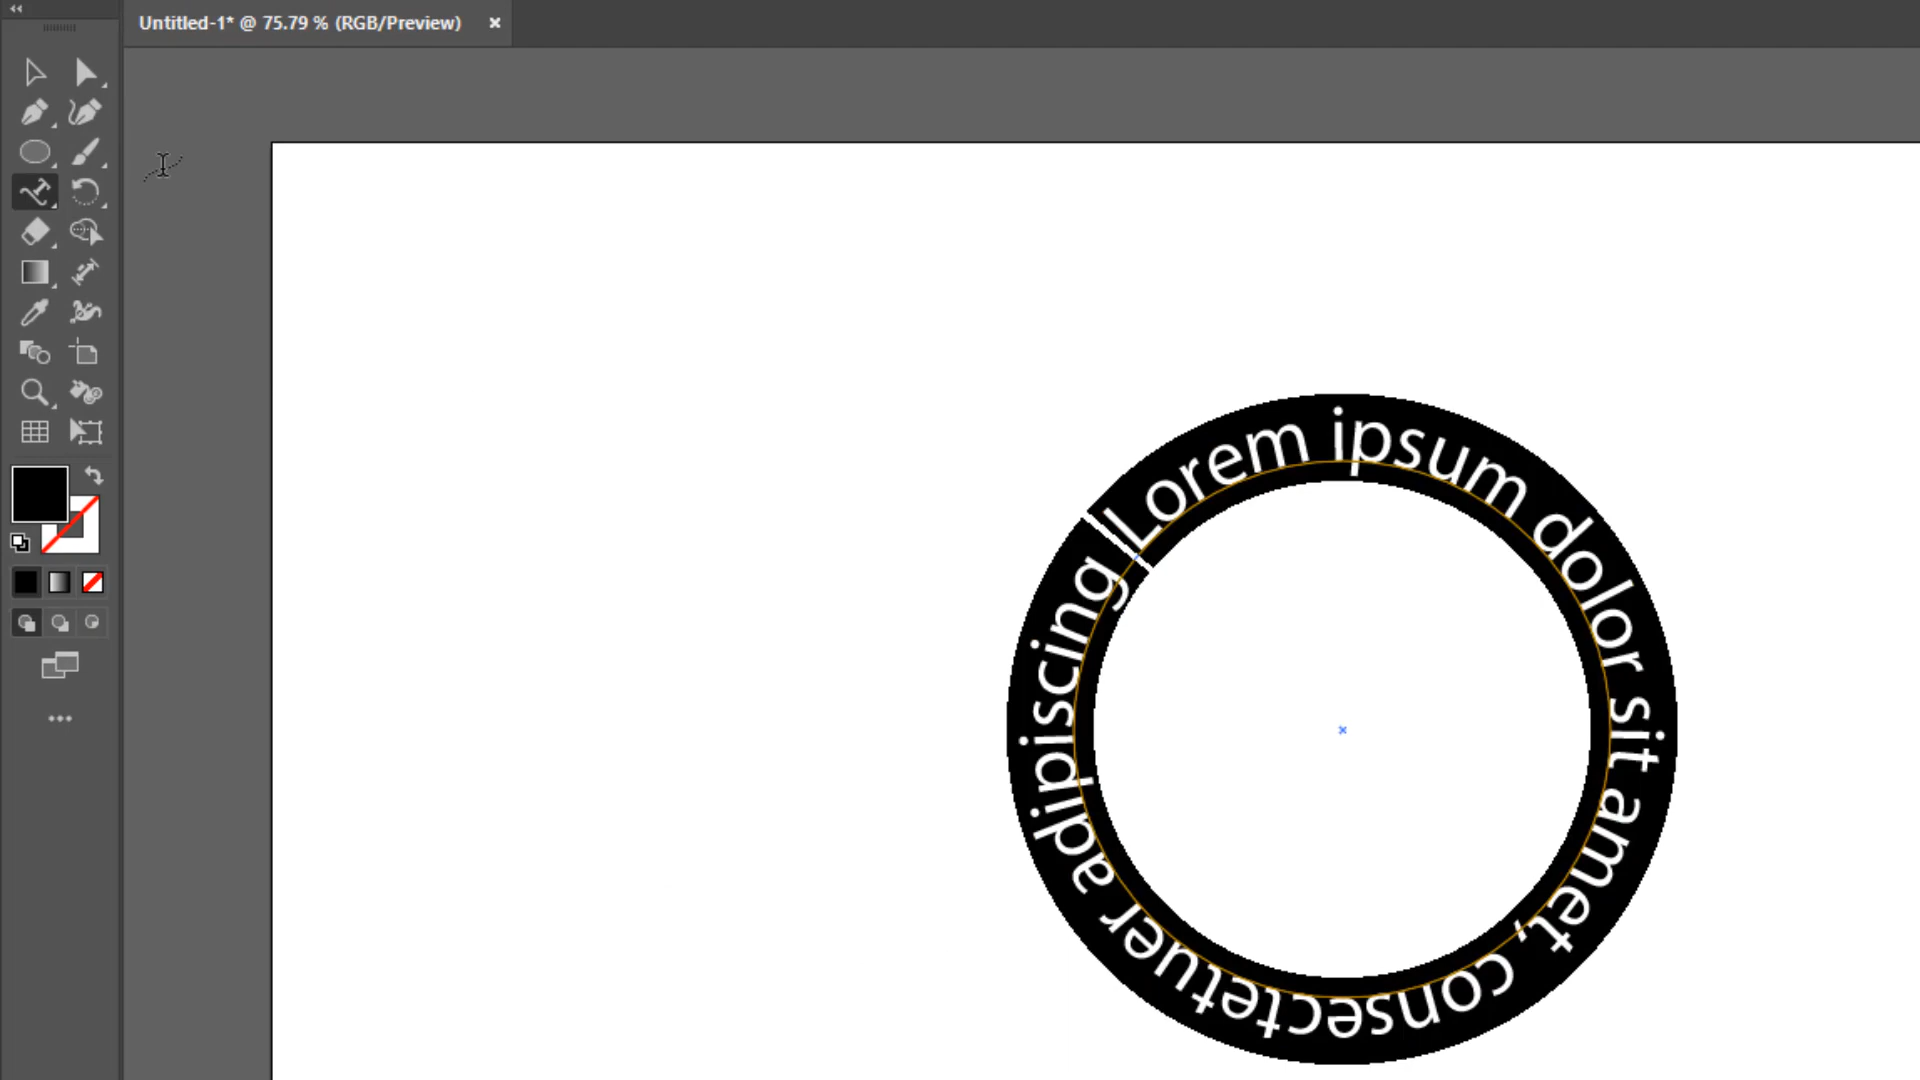 Untitled-1* @ 75.79 % (RGB/Preview)
Lorem ipsum dolor sit amet, consectetuer adipiscing